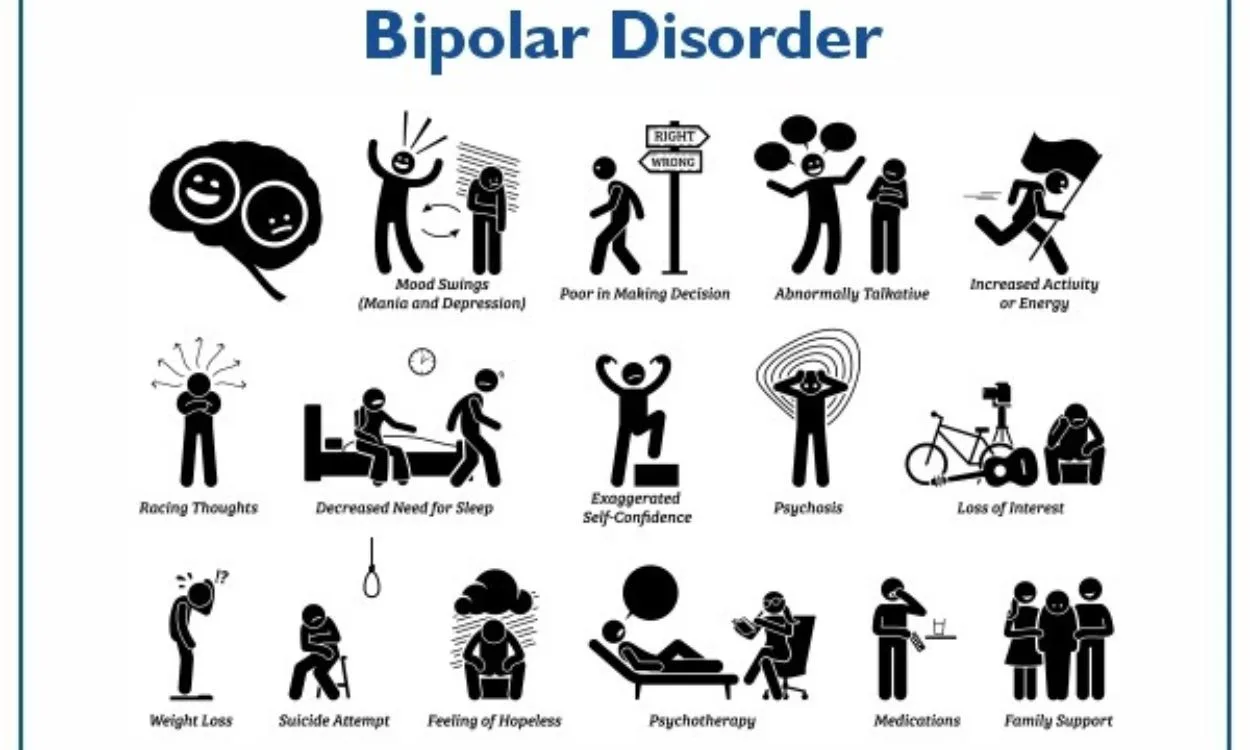 Bipolar Disorder
RIGHT
WRONG
Mood Swings
(Mania and Depression)
Poor in Making Decision
Abnormally Talkative
Increased Activity
or Energy
Racing Thoughts
Decreased Need for Sleep
Exaggerated
Self-Confidence
Psychosis
Loss of Interest
!?
Weight Loss
Suicide Attempt
Feeling of Hopeless
Psychotherapy
Medications
Family Support